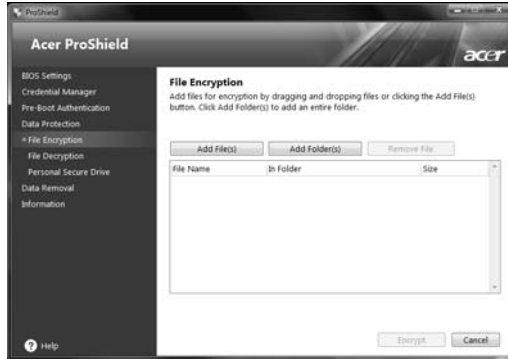 ProShield
Acer ProShield
acer
BIOS Settings
Credential Manager
Pre-Boot Authentication
Data Protection
File Encryption
File Decryption
Personal Secure Drive
Data Removal
Information
Help
File Encryption
Add files for encryption by dragging and dropping files or clicking the Add File(s)
button. Click Add Folder(s) to add an entire folder.
Add File(s) Add Folder(s) Remove File
File Name In Folder Size
Encrypt Cancel